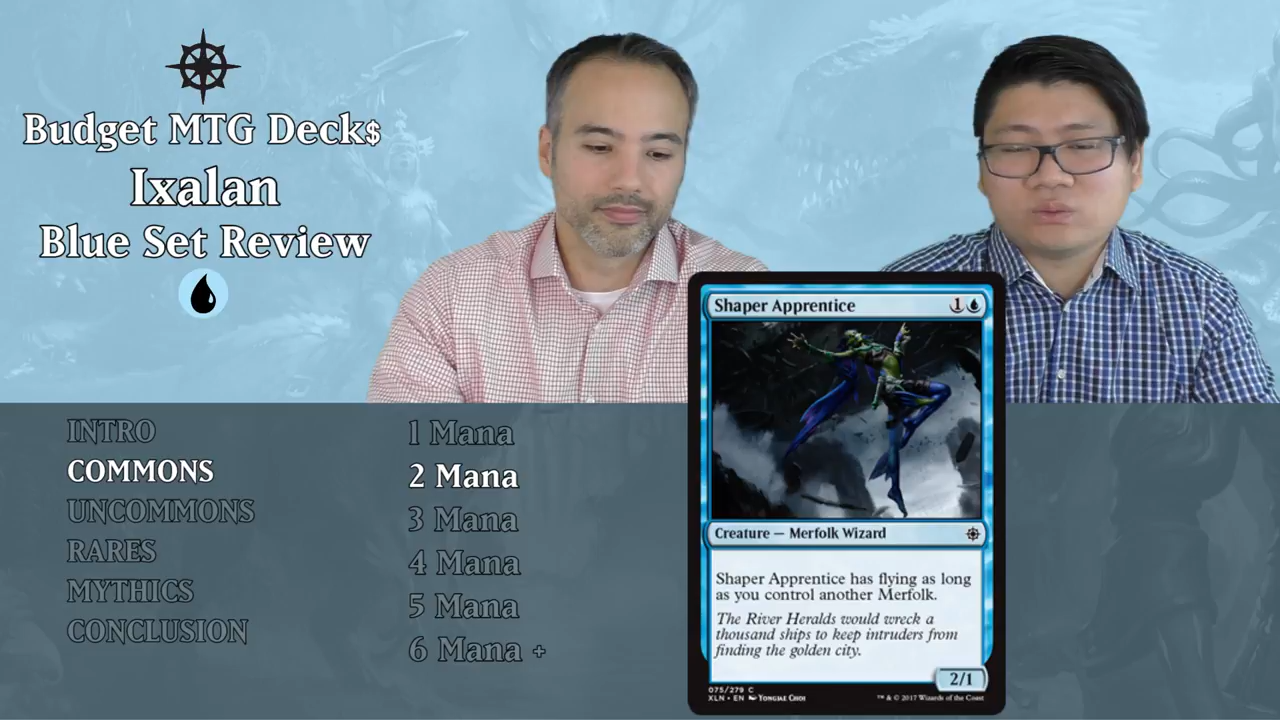 Budget MTG Deck$
Ixalan
Blue Set Review
INTRO
COMMONS
UNCOMMONS
RARES
MYTHICS
CONCLUSION
1 Mana
2 Mana
3 Mana
4 Mana
5 Mana
6 Mana +
Shaper Apprentice 1
Creature — Merfolk Wizard
Shaper Apprentice has flying as long
as you control another Merfolk.
The River Heralds would wreck a
thousand ships to keep intruders from
finding the golden city.
2/1
075/279 C
XLN • EN Yongjae Choi
™ & © 2017 Wizards of the Coast